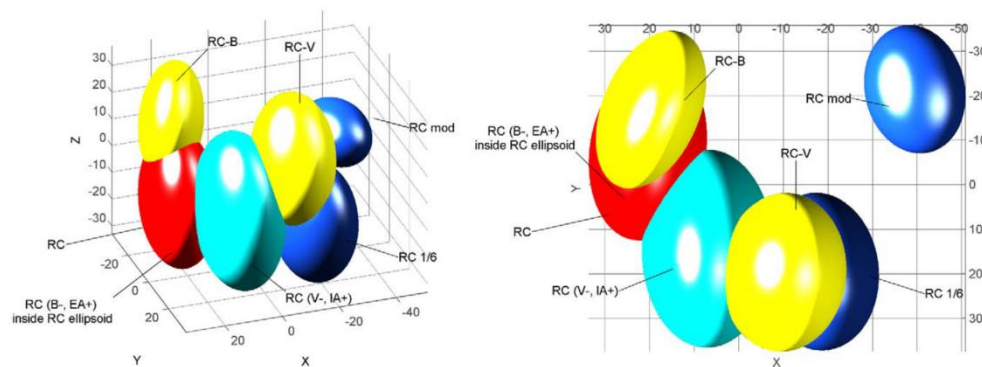 RC-B
RC-V
30
20
10
0
-10
-20
-30
Z
RC mod
RC
-20
0
20
RC 1/6
RC (B-, EA+)
inside RC ellipsoid
RC (V-, IA+)
20
0
-20
-40
Y
X
30 20 10 0 -10 -20 -30 -40 -50
-30
RC-B
-20
RC mod
RC (B-, EA+)
inside RC ellipsoid
-10
RC-V
Y
0
RC
10
RC (V-, IA+)
20
RC 1/6
30
X